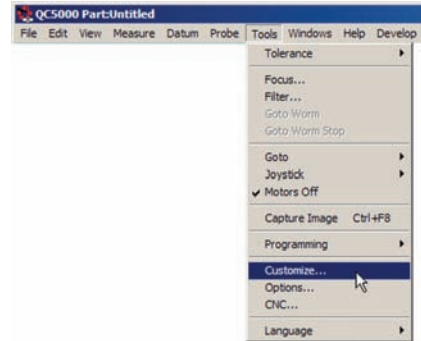 QC5000 Part:Untitled
File Edit View Measure Datum Probe Tools Windows Help Develop
Tolerance
Focus...
Filter...
Goto Worm
Goto Worm Stop
Goto
Joystick
Motors Off
Capture Image Ctrl+F8
Programming
Customize...
Options...
CNC...
Language